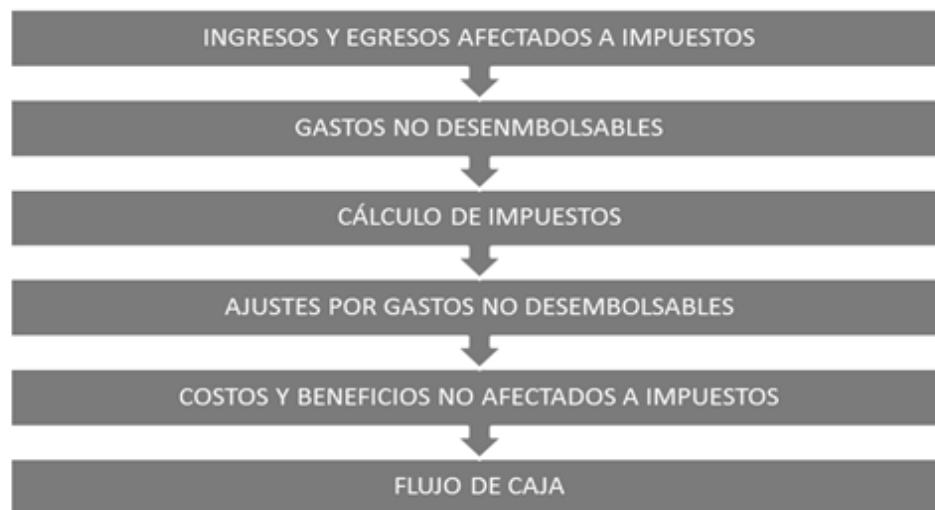 INGRESOS Y EGRESOS AFECTADOS A IMPUESTOS
GASTOS NO DESENMBOLSABLES
CÁLCULO DE IMPUESTOS
AJUSTES POR GASTOS NO DESEMBOLSABLES
COSTOS Y BENEFICIOS NO AFECTADOS A IMPUESTOS
FLUJO DE CAJA